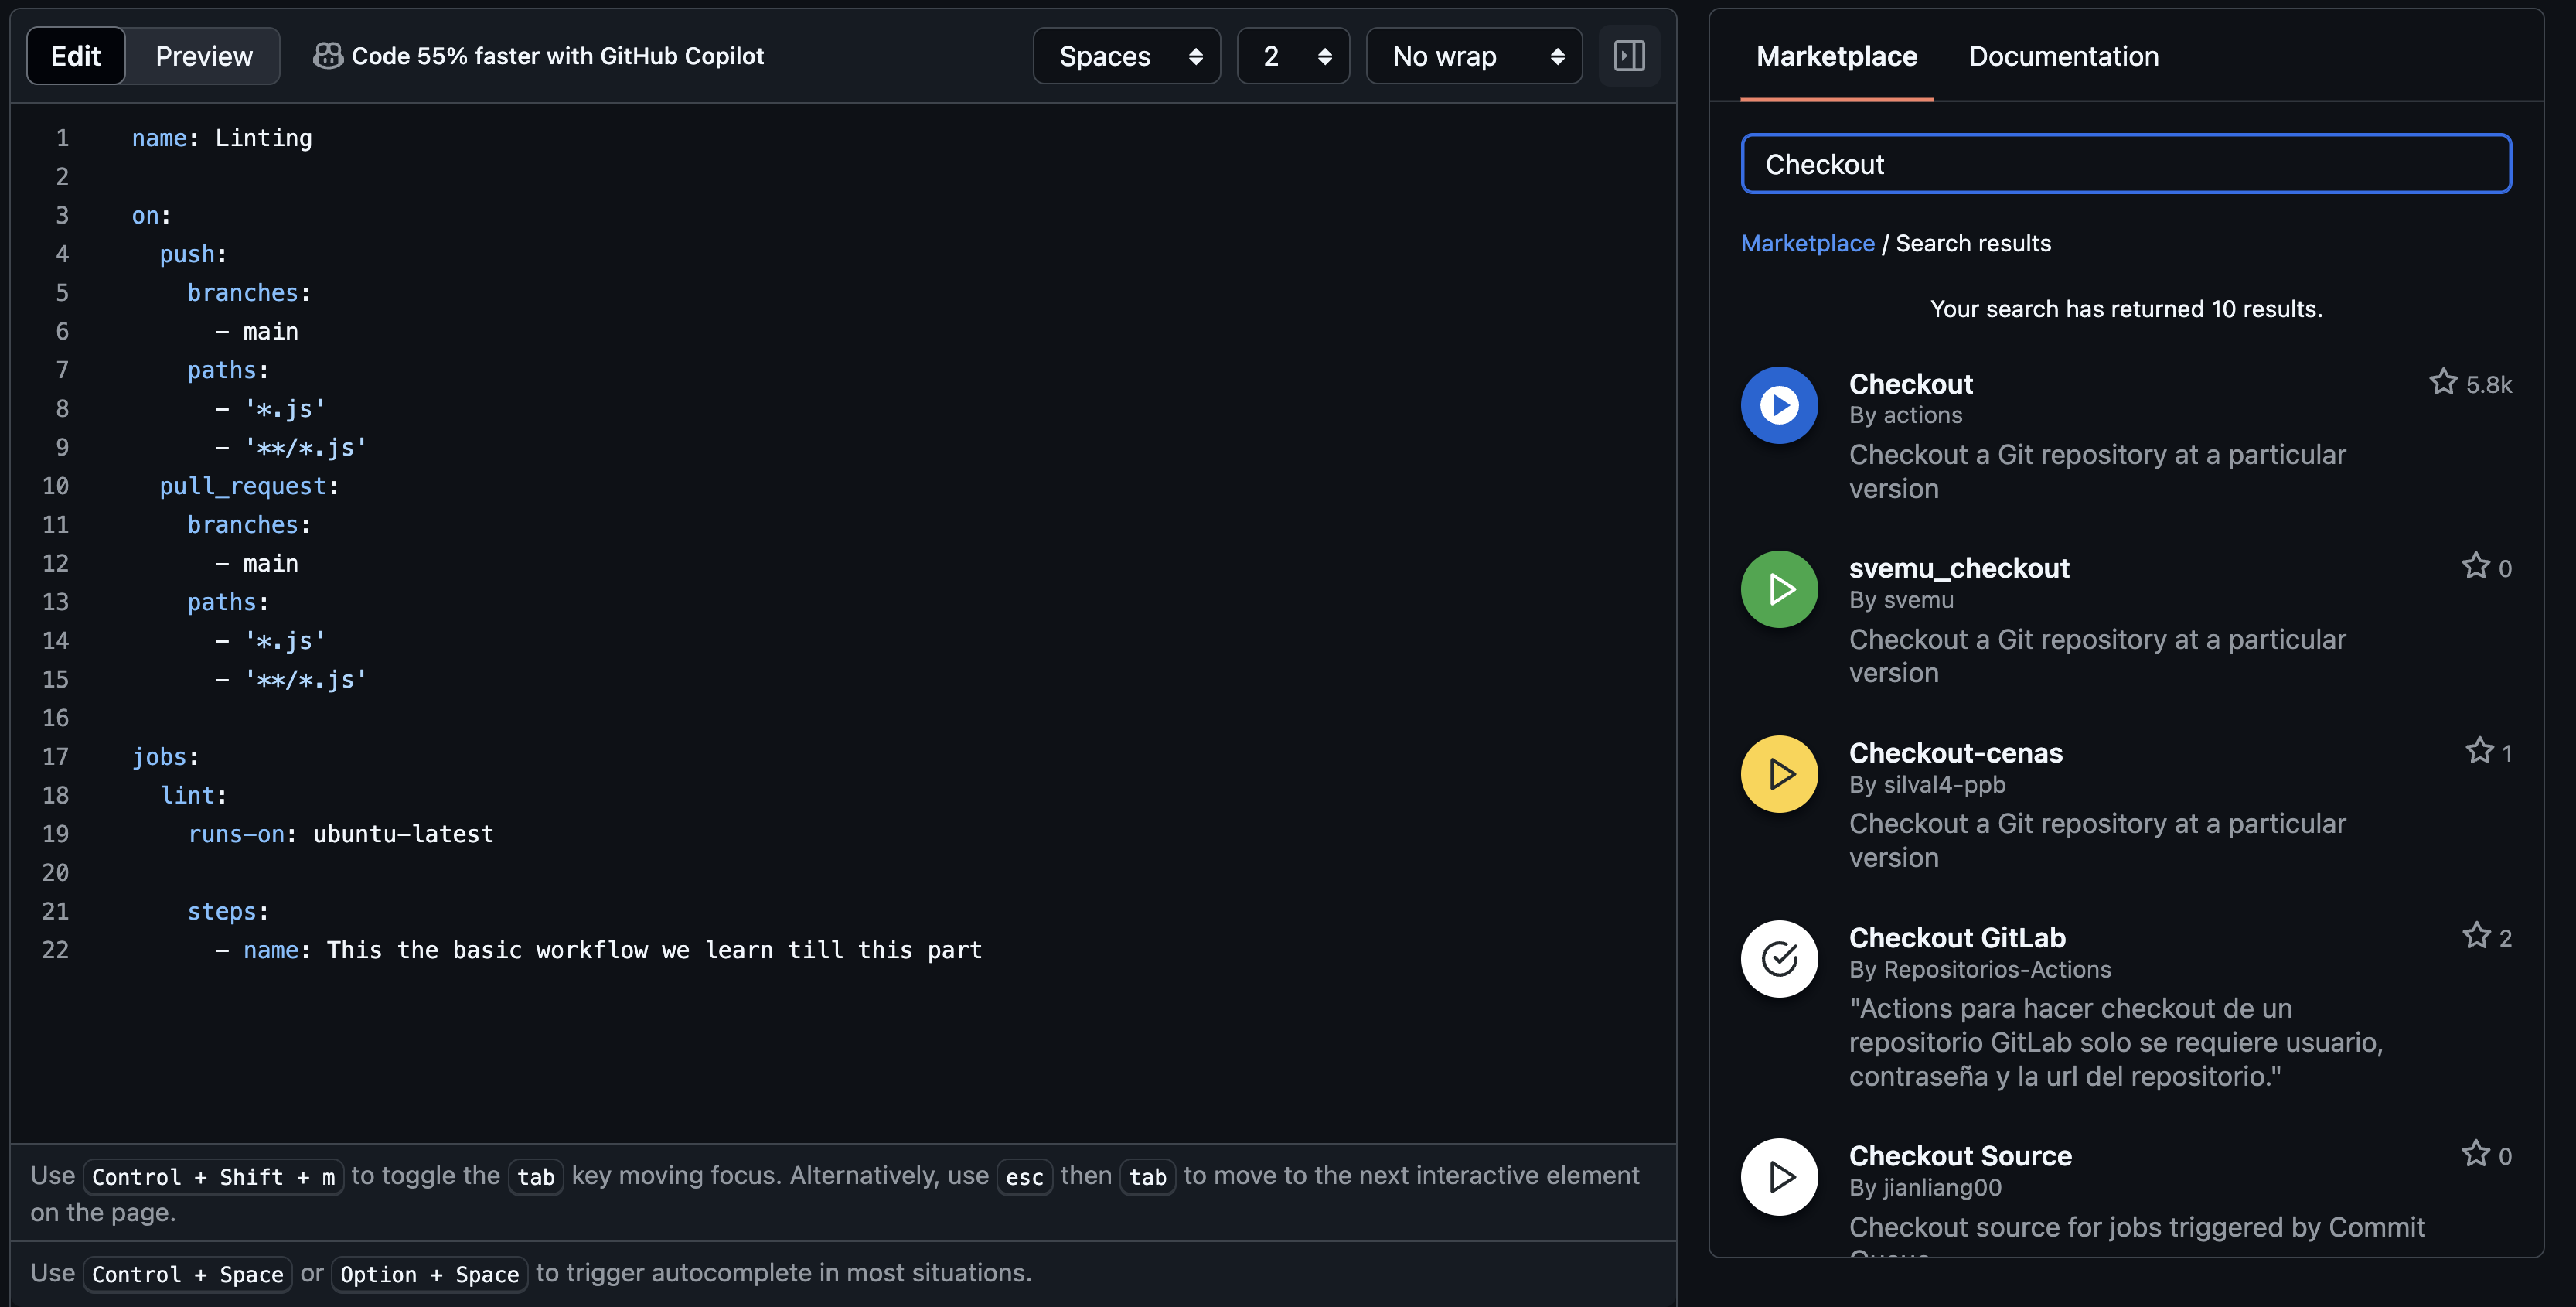 Edit Preview Code 55% faster with GitHub Copilot Spaces 2 No wrap
1 name: Linting
2
3 on:
4   push:
5     branches:
6       - main
7     paths:
8       - '*.js'
9       - '**/*.js'
10   pull_request:
11     branches:
12       - main
13     paths:
14       - '*.js'
15       - '**/*.js'
16
17 jobs:
18   lint:
19     runs-on: ubuntu-latest
20
21     steps:
22       - name: This the basic workflow we learn till this part
Use Control + Shift + m to toggle the tab key moving focus. Alternatively, use esc then tab to move to the next interactive element
on the page.
Use Control + Space or Option + Space to trigger autocomplete in most situations.
Marketplace Documentation
Checkout
Marketplace / Search results
Your search has returned 10 results.
Checkout 5.8k
By actions
Checkout a Git repository at a particular
version
svemu_checkout 0
By svemu
Checkout a Git repository at a particular
version
Checkout-cenas 1
By silval4-ppb
Checkout a Git repository at a particular
version
Checkout GitLab 2
By Repositorios-Actions
"Actions para hacer checkout de un
repositorio GitLab solo se requiere usuario,
contraseña y la url del repositorio."
Checkout Source 0
By jianliang00
Checkout source for jobs triggered by Commit